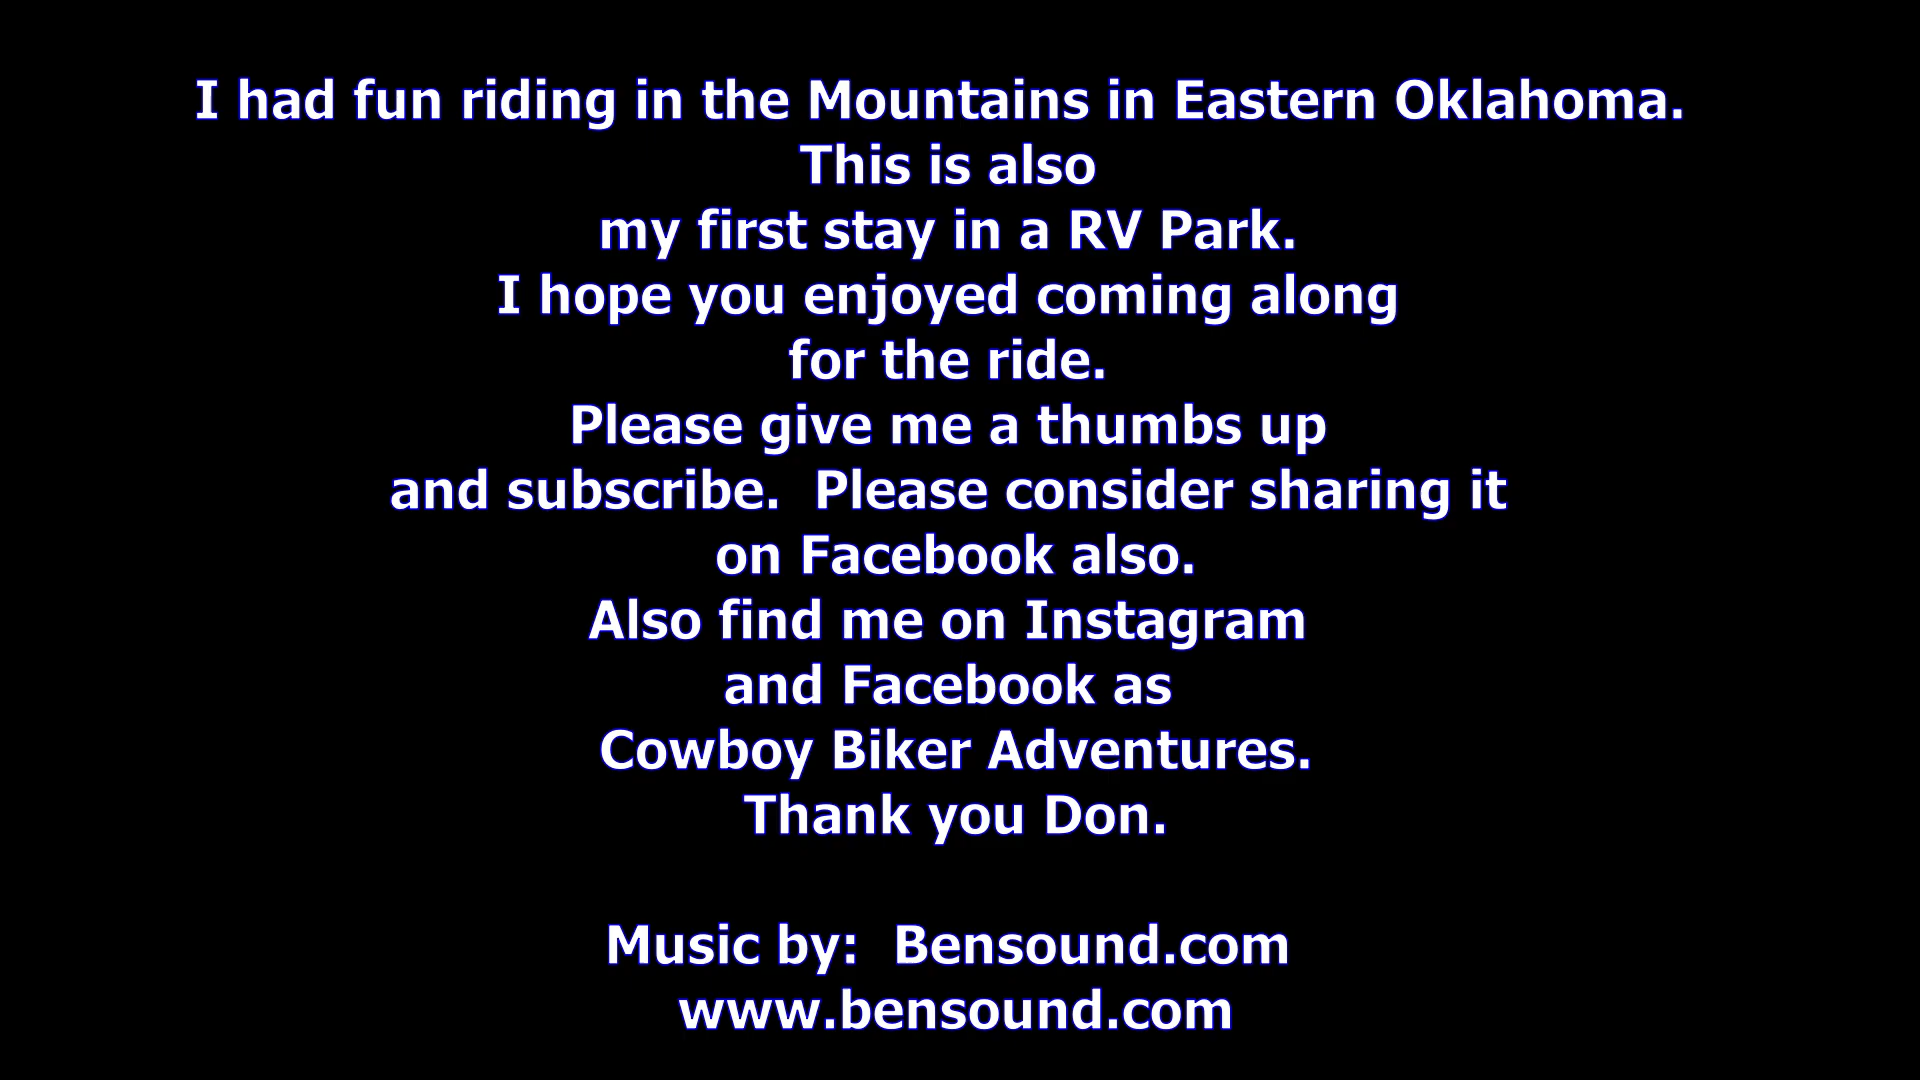 I had fun riding in the Mountains in Eastern Oklahoma.
This is also
my first stay in a RV Park.
I hope you enjoyed coming along
for the ride.
Please give me a thumbs up
and subscribe.  Please consider sharing it
on Facebook also.
Also find me on Instagram
and Facebook as
Cowboy Biker Adventures.
Thank you Don.
Music by:  Bensound.com
www.bensound.com